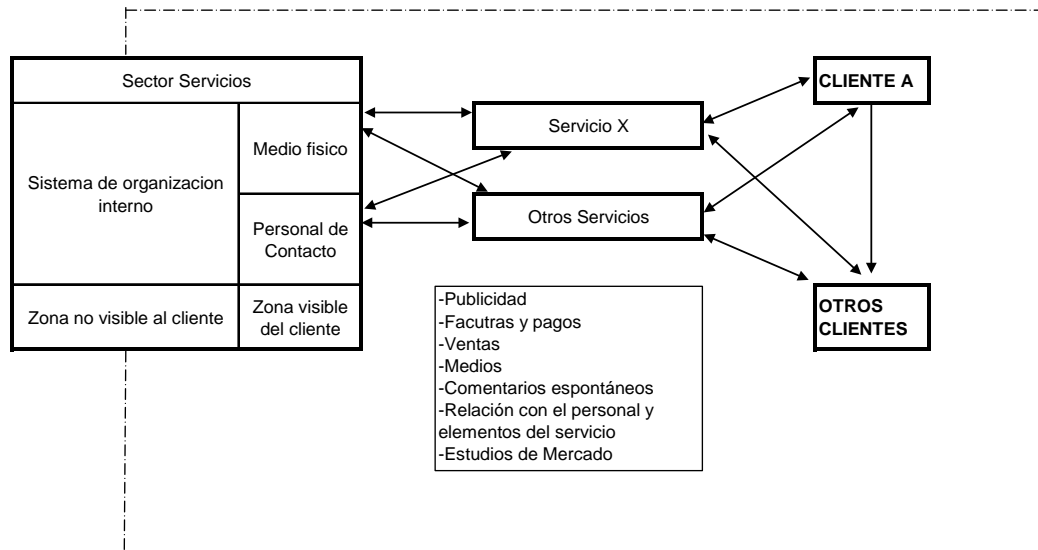 Sector Servicios
Sistema de organizacion
interno
Medio fisico
Personal de
Contacto
Zona no visible al cliente
Zona visible
del cliente
Servicio X
Otros Servicios
CLIENTE A
OTROS
CLIENTES
-Publicidad
-Facutras y pagos
-Ventas
-Medios
-Comentarios espontáneos
-Relación con el personal y
elementos del servicio
-Estudios de Mercado